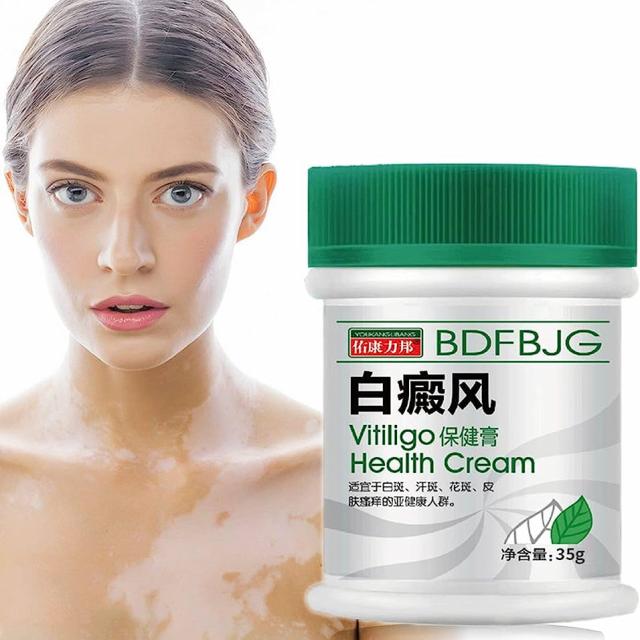 YOUKANGLIBANG
佑康力邦
BDFBJG
白癜风
Vitiligo 保健膏
Health Cream
适宜于白斑、汗斑、花斑、皮
肤瘙痒的亚健康人群。
净含量:35g